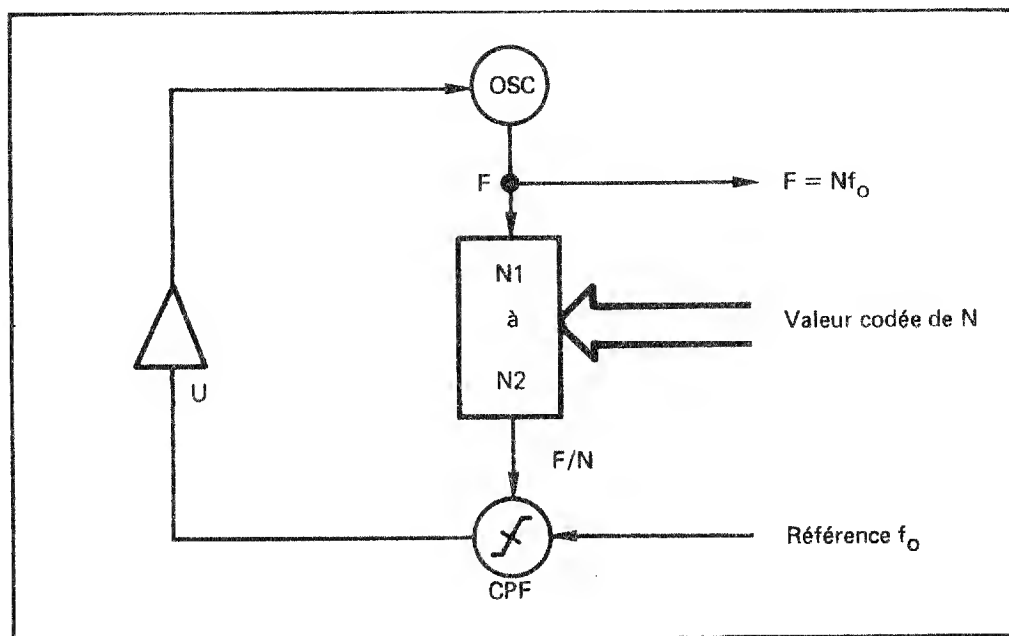 OSC
F
F = Nf₀
N1
à
N2
Valeur codée de N
U
F/N
Référence f₀
CPF